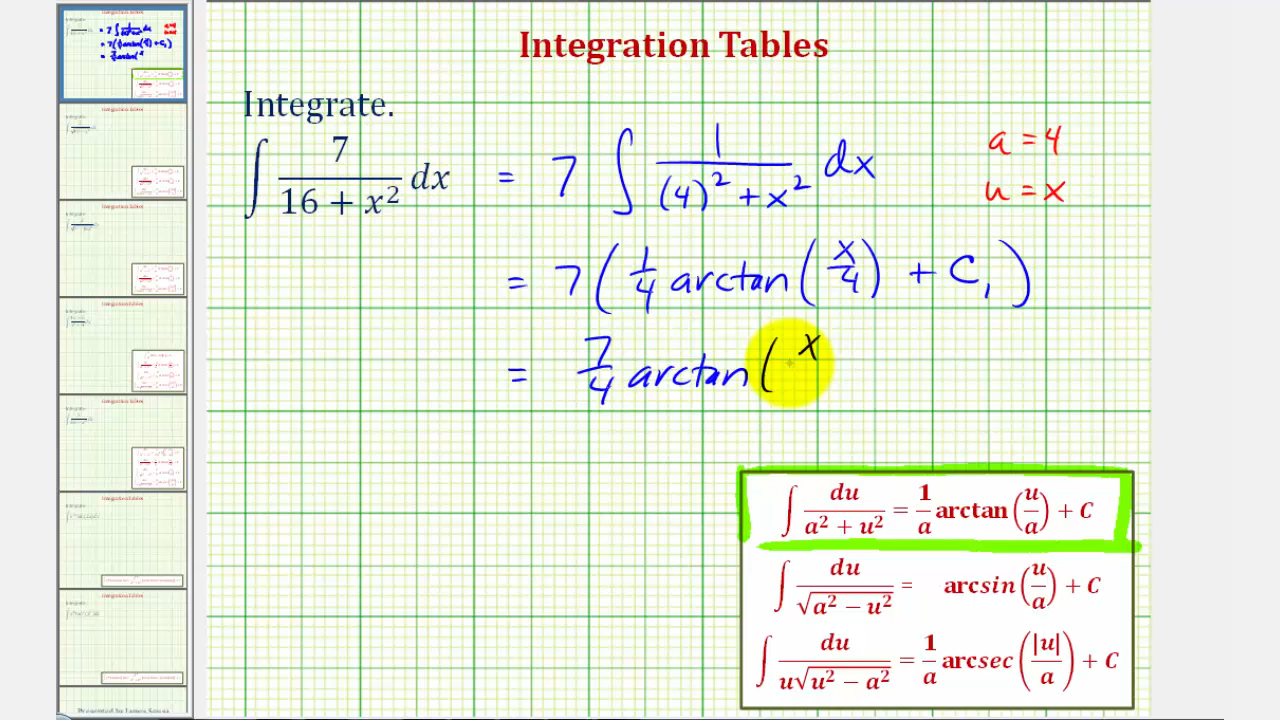 Integration Tables
Integrate.
∫ 7/(16 + x²) dx = 7 ∫ 1/((4)² + x²) dx
a = 4
u = x
= 7 ( 1/4 arctan ( x/4 ) + C₁ )
= 7/4 arctan ( x
∫ du/(a² + u²) = 1/a arctan (u/a) + C
∫ du/√(a² − u²) = arcsin (u/a) + C
∫ du/(u√(u² − a²)) = 1/a arcsec (|u|/a) + C